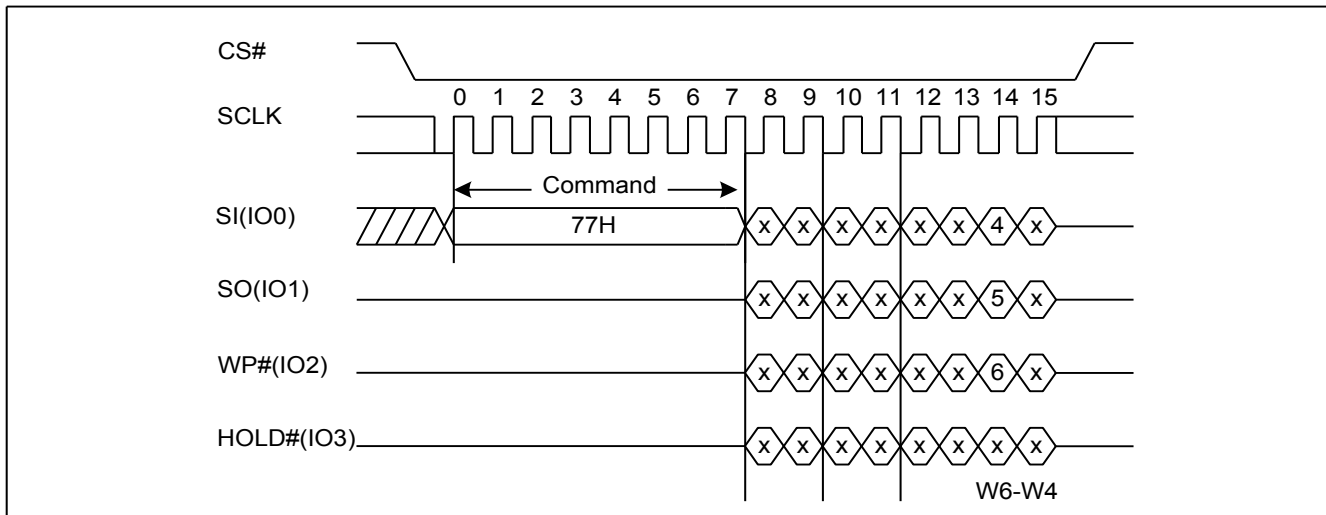 CS#
0 1 2 3 4 5 6 7 8 9 10 11 12 13 14 15
SCLK
Command
SI(IO0) 77H x x x x x x 4 x
SO(IO1) x x x x x x 5 x
WP#(IO2) x x x x x x 6 x
HOLD#(IO3) x x x x x x x x
W6-W4